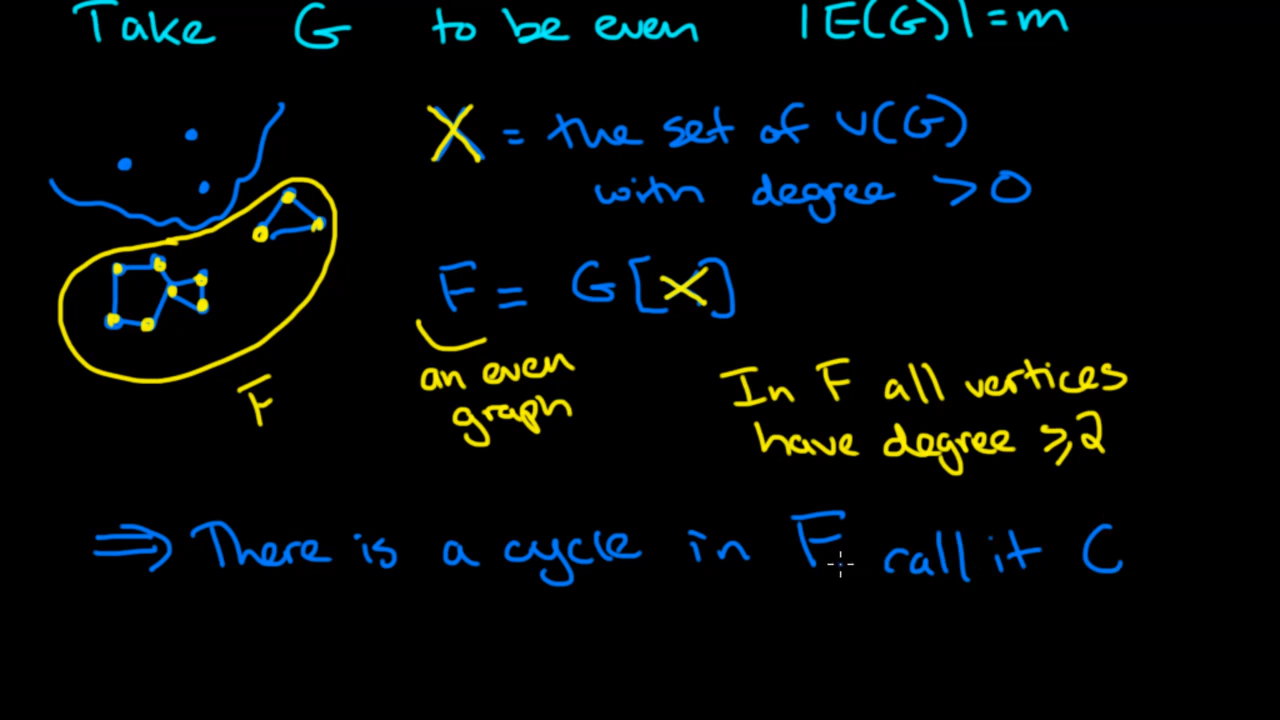 Take G to be even |E(G)|=m
X = the set of V(G)
with degree >0
F = G[X]
an even
graph
In F all vertices
have degree ⩾2
F
⇒ There is a cycle in F call it C